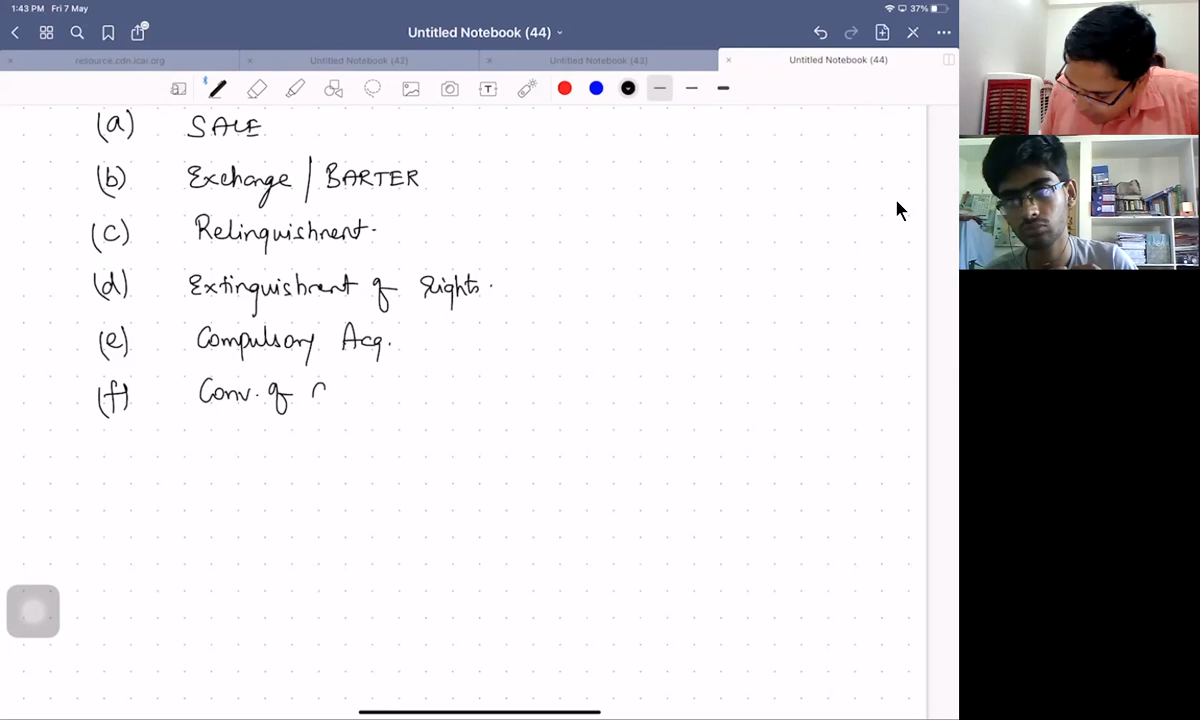 1:43 PM Fri 7 May
37%
Untitled Notebook (44)
resource.cdn.icai.org
Untitled Notebook (42)
Untitled Notebook (43)
Untitled Notebook (44)
T
(a) SALE
(b) Exchange / BARTER
(c) Relinquishment.
(d) Extinguishment of rights.
(e) Compulsory Acq.
(f) Conv. of